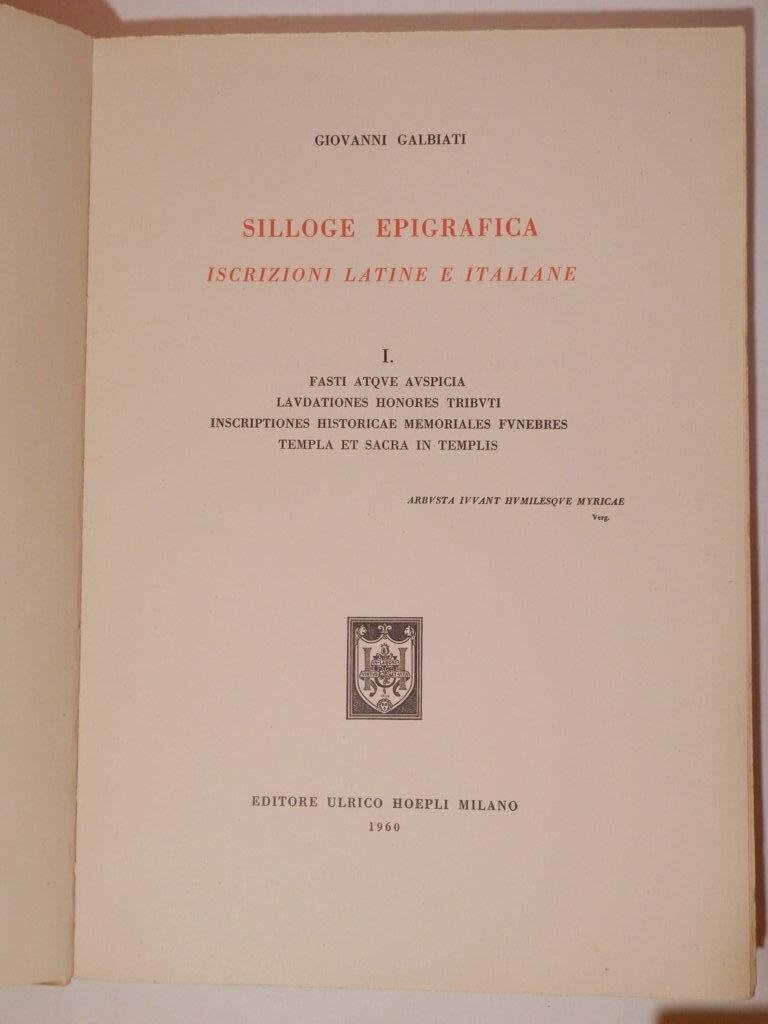 GIOVANNI GALBIATI
SILLOGE EPIGRAFICA
ISCRIZIONI LATINE E ITALIANE
I.
FASTI ATQVE AVSPICIA
LAVDATIONES HONORES TRIBVTI
INSCRIPTIONES HISTORICAE MEMORIALES FVNEBRES
TEMPLA ET SACRA IN TEMPLIS
ARBVSTA IVVANT HVMILESQVE MYRICAE
Verg.
EDITORE ULRICO HOEPLI MILANO
1960